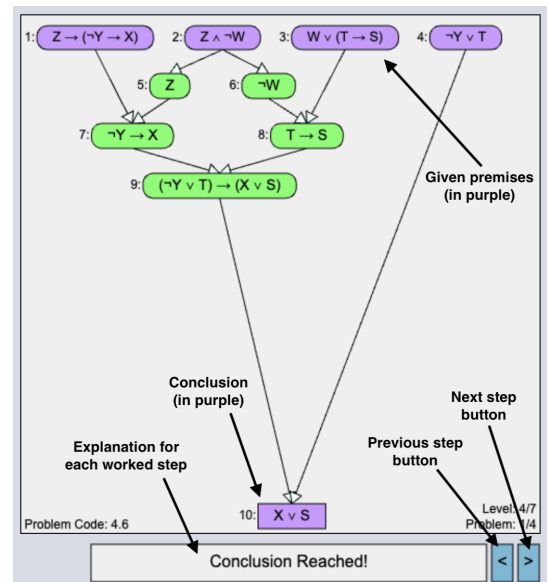 1: Z → (¬Y → X)
2: Z ∧ ¬W
3: W ∨ (T → S)
4: ¬Y ∨ T
5: Z
6: ¬W
7: ¬Y → X
8: T → S
Given premises
(in purple)
9: (¬Y ∨ T) → (X ∨ S)
Conclusion
(in purple)
Next step
button
Explanation for
each worked step
Previous step
button
10: X ∨ S
Level: 4/7
Problem Code: 4.6
Problem: 1/4
Conclusion Reached!
< >